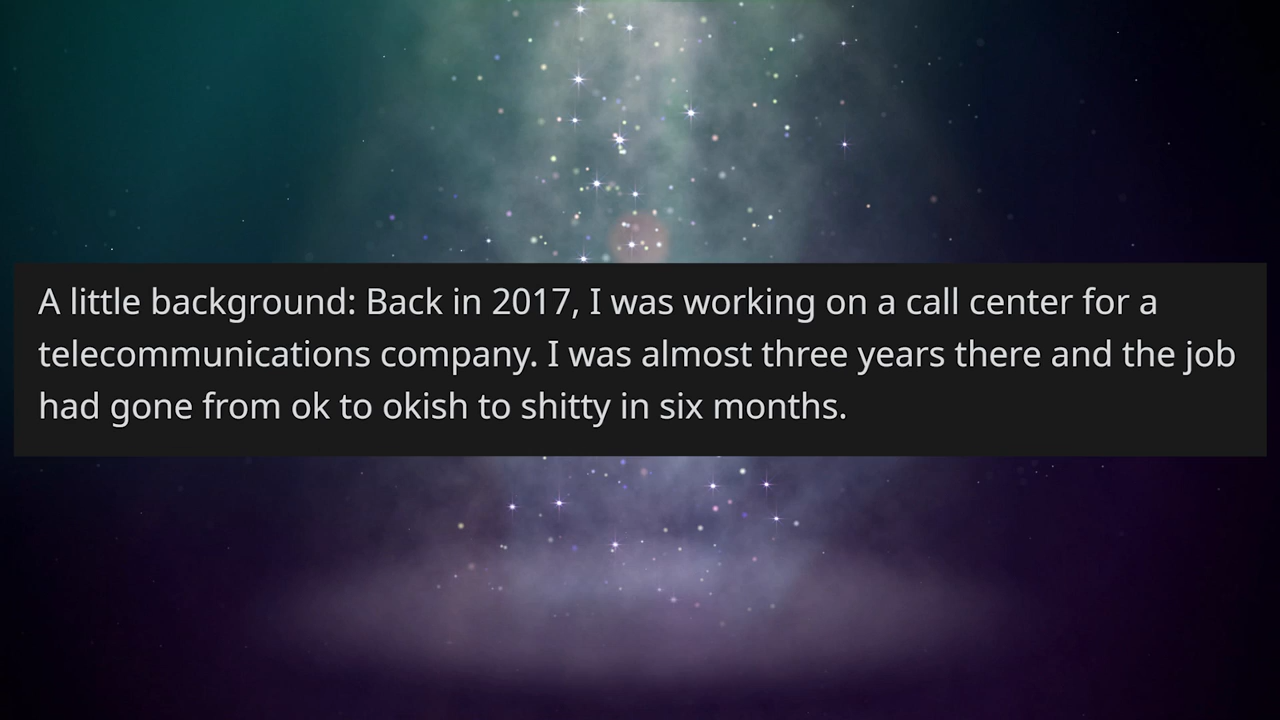 A little background: Back in 2017, I was working on a call center for a
telecommunications company. I was almost three years there and the job
had gone from ok to okish to shitty in six months.